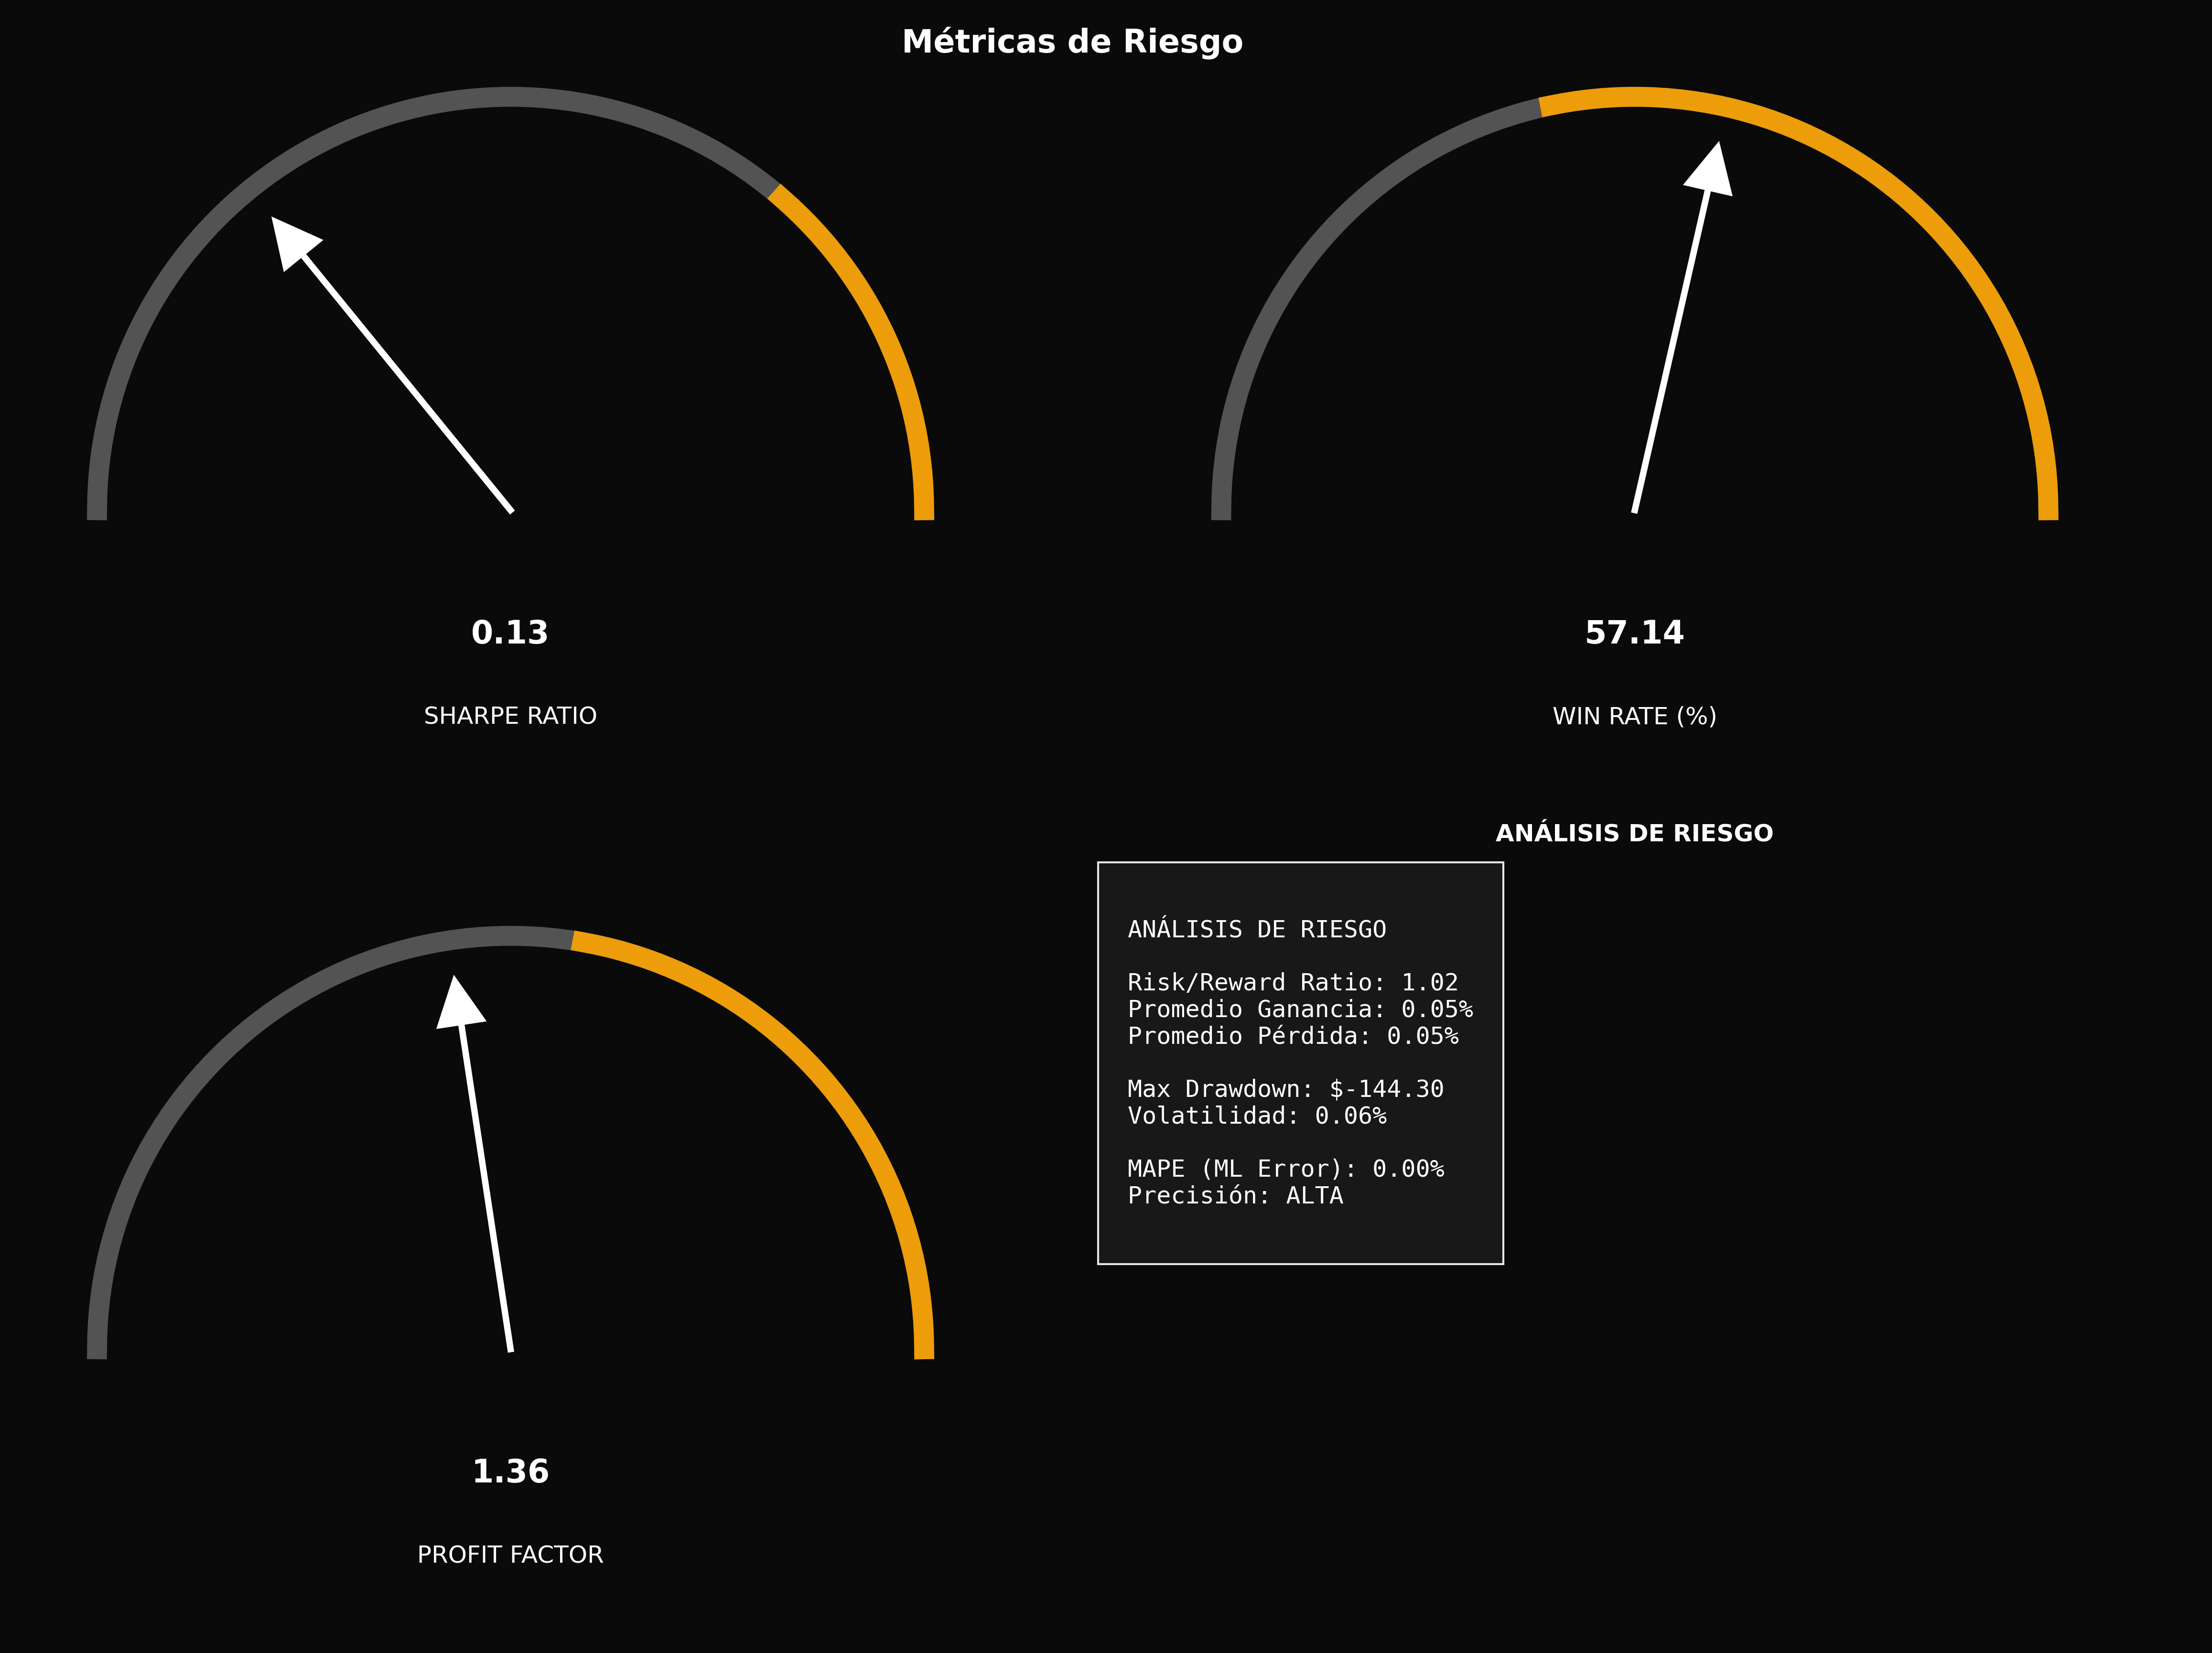 Métricas de Riesgo
0.13
SHARPE RATIO
57.14
WIN RATE (%)
1.36
PROFIT FACTOR
ANÁLISIS DE RIESGO
ANÁLISIS DE RIESGO
Risk/Reward Ratio: 1.02
Promedio Ganancia: 0.05%
Promedio Pérdida: 0.05%
Max Drawdown: $-144.30
Volatilidad: 0.06%
MAPE (ML Error): 0.00%
Precisión: ALTA